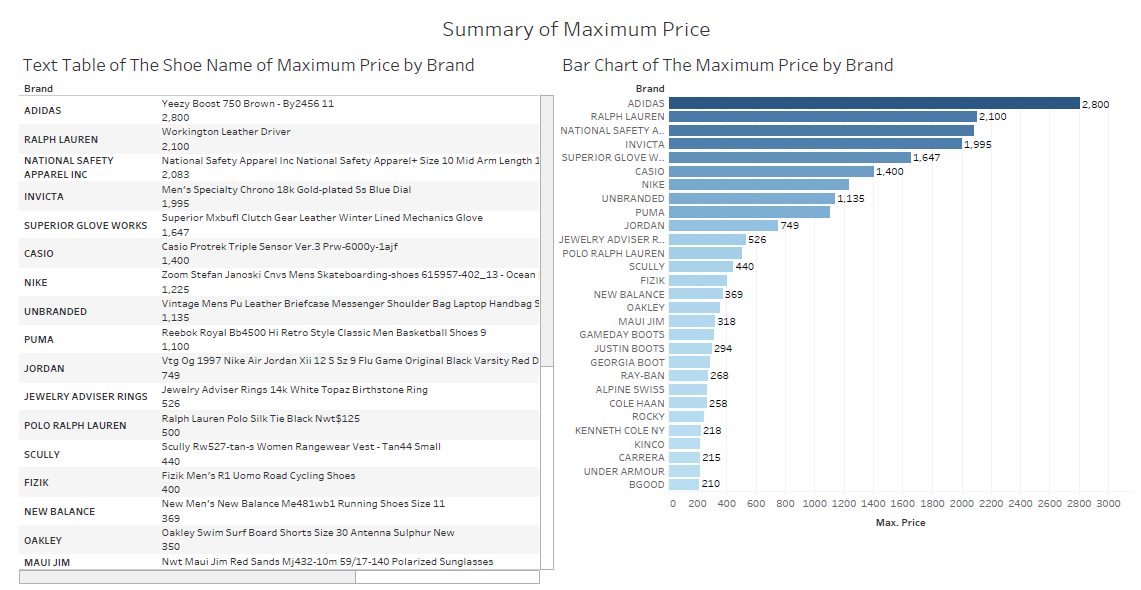 Summary of Maximum Price
Text Table of The Shoe Name of Maximum Price by Brand
Brand
ADIDAS
Yeezy Boost 750 Brown - By2456 11
2,800
RALPH LAUREN
Workington Leather Driver
2,100
NATIONAL SAFETY
APPAREL INC
National Safety Apparel Inc National Safety Apparel+ Size 10 Mid Arm Length 1
2,083
INVICTA
Men's Specialty Chrono 18k Gold-plated Ss Blue Dial
1,995
SUPERIOR GLOVE WORKS
Superior Mxbufl Clutch Gear Leather Winter Lined Mechanics Glove
1,647
CASIO
Casio Protrek Triple Sensor Ver.3 Prw-6000y-1ajf
1,400
NIKE
Zoom Stefan Janoski Cnvs Mens Skateboarding-shoes 615957-402_13 - Ocean
1,225
UNBRANDED
Vintage Mens Pu Leather Briefcase Messenger Shoulder Bag Laptop Handbag S
1,135
PUMA
Reebok Royal Bb4500 Hi Retro Style Classic Men Basketball Shoes 9
1,100
JORDAN
Vtg Og 1997 Nike Air Jordan Xii 12 S Sz 9 Flu Game Original Black Varsity Red D
749
JEWELRY ADVISER RINGS
Jewelry Adviser Rings 14k White Topaz Birthstone Ring
526
POLO RALPH LAUREN
Ralph Lauren Polo Silk Tie Black Nwt$125
500
SCULLY
Scully Rw527-tan-s Women Rangewear Vest - Tan44 Small
440
FIZIK
Fizik Men's R1 Uomo Road Cycling Shoes
400
NEW BALANCE
New Men's New Balance Me481wb1 Running Shoes Size 11
369
OAKLEY
Oakley Swim Surf Board Shorts Size 30 Antenna Sulphur New
350
MAUI JIM
Nwt Maui Jim Red Sands Mj432-10m 59/17-140 Polarized Sunglasses
Bar Chart of The Maximum Price by Brand
Brand
ADIDAS 2,800
RALPH LAUREN 2,100
NATIONAL SAFETY A..
INVICTA 1,995
SUPERIOR GLOVE W.. 1,647
CASIO 1,400
NIKE
UNBRANDED 1,135
PUMA
JORDAN 749
JEWELRY ADVISER R.. 526
POLO RALPH LAUREN
SCULLY 440
FIZIK
NEW BALANCE 369
OAKLEY
MAUI JIM 318
GAMEDAY BOOTS
JUSTIN BOOTS 294
GEORGIA BOOT
RAY-BAN 268
ALPINE SWISS
COLE HAAN 258
ROCKY
KENNETH COLE NY 218
KINCO
CARRERA 215
UNDER ARMOUR
BGOOD 210
0 200 400 600 800 1000 1200 1400 1600 1800 2000 2200 2400 2600 2800 3000
Max. Price